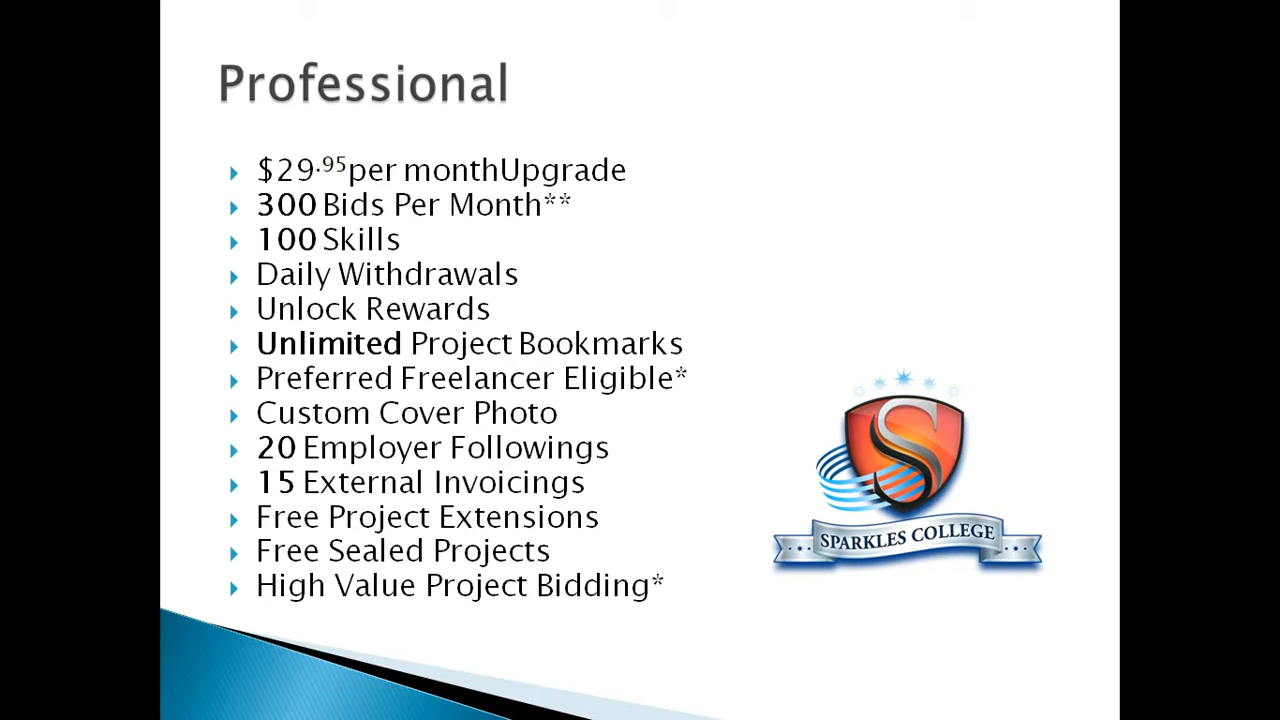 Professional
$29.95per monthUpgrade
300 Bids Per Month**
100 Skills
Daily Withdrawals
Unlock Rewards
Unlimited Project Bookmarks
Preferred Freelancer Eligible*
Custom Cover Photo
20 Employer Followings
15 External Invoicings
Free Project Extensions
Free Sealed Projects
High Value Project Bidding*
S
SPARKLES COLLEGE